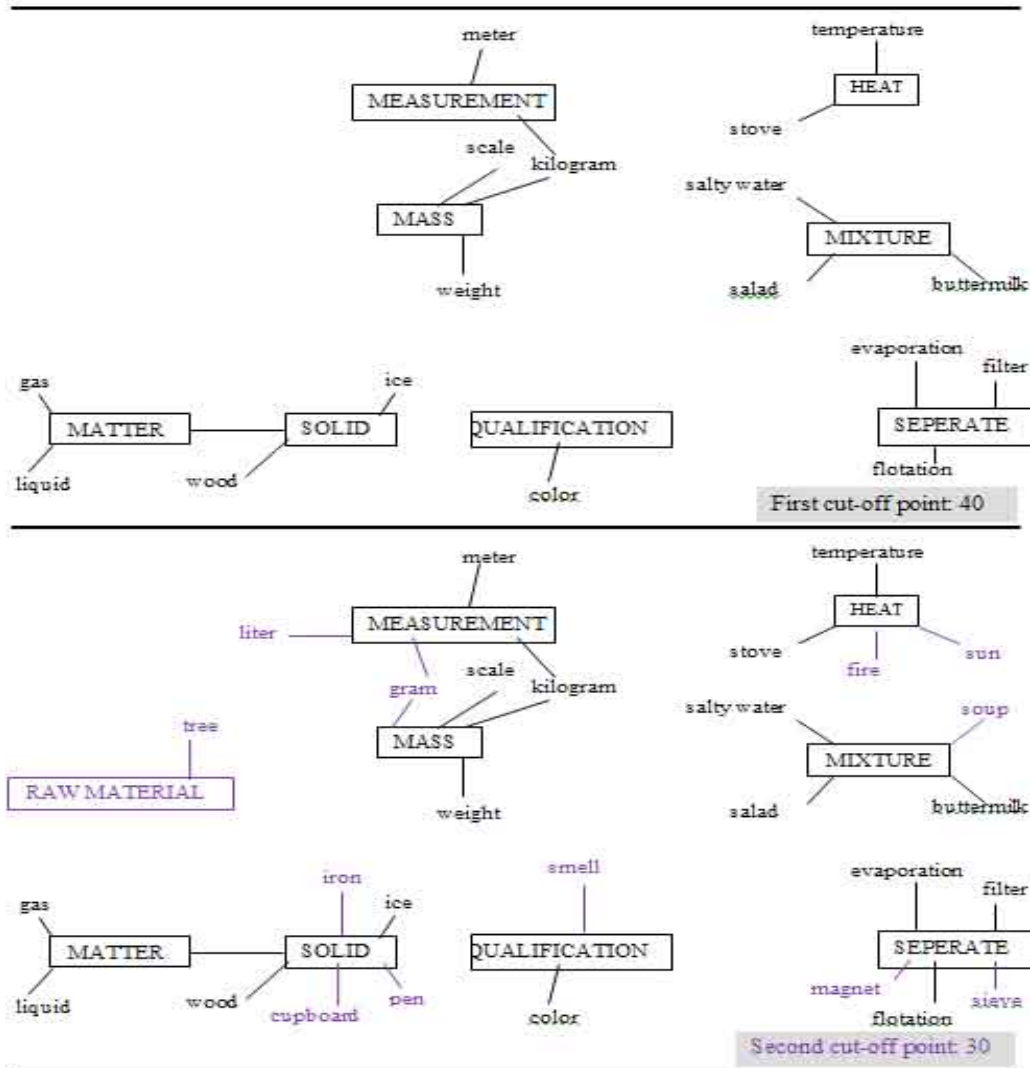 meter
temperature
MEASUREMENT
HEAT
stove
scale
kilogram
salty water
MASS
MIXTURE
weight
salad
buttermilk
evaporation
filter
gas
ice
MATTER
SOLID
QUALIFICATION
SEPERATE
liquid
wood
color
flotation
First cut-off point: 40
meter
temperature
liter
MEASUREMENT
HEAT
stove
fire
sun
scale
gram
kilogram
salty water
soup
tree
MASS
MIXTURE
RAW MATERIAL
weight
salad
buttermilk
iron
smell
evaporation
filter
gas
ice
MATTER
SOLID
QUALIFICATION
SEPERATE
liquid
wood
cupboard
pen
color
magnet
flotation
sieve
Second cut-off point: 30